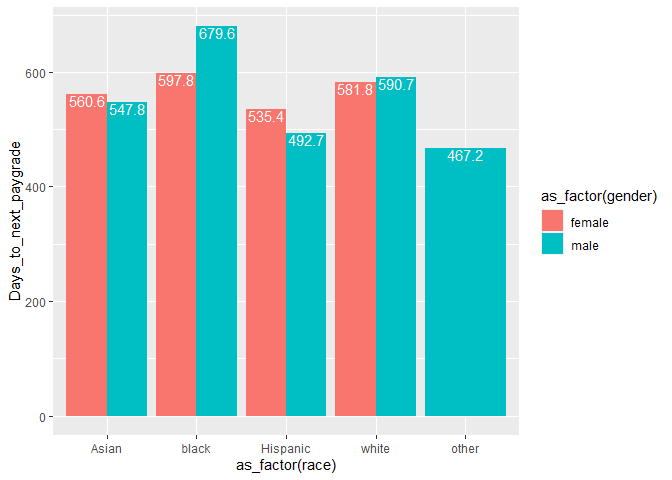 679.6
597.8
581.8
590.7
560.6
547.8
535.4
492.7
467.2
600
400
200
0
Days_to_next_paygrade
Asian
black
Hispanic
white
other
as_factor(race)
as_factor(gender)
female
male